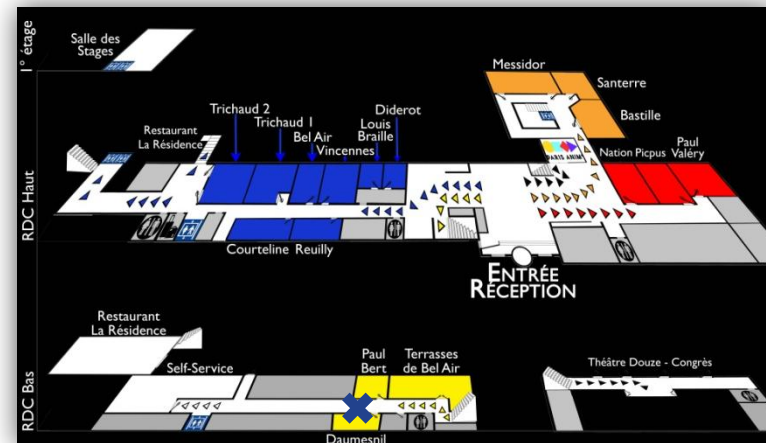 1° étage
Salle des
Stages
Messidor
Santerre
Bastille
Trichaud 2
Trichaud 1
Bel Air
Vincennes
Louis
Braille
Diderot
Restaurant
La Résidence
PARIS ANIM'
Nation Picpus
Paul
Valéry
RDC Haut
Courteline Reuilly
ENTRÉE
RÉCEPTION
Restaurant
La Résidence
Self-Service
Paul
Bert
Terrasses
de Bel Air
Théâtre Douze - Congrès
RDC Bas
Daumesnil